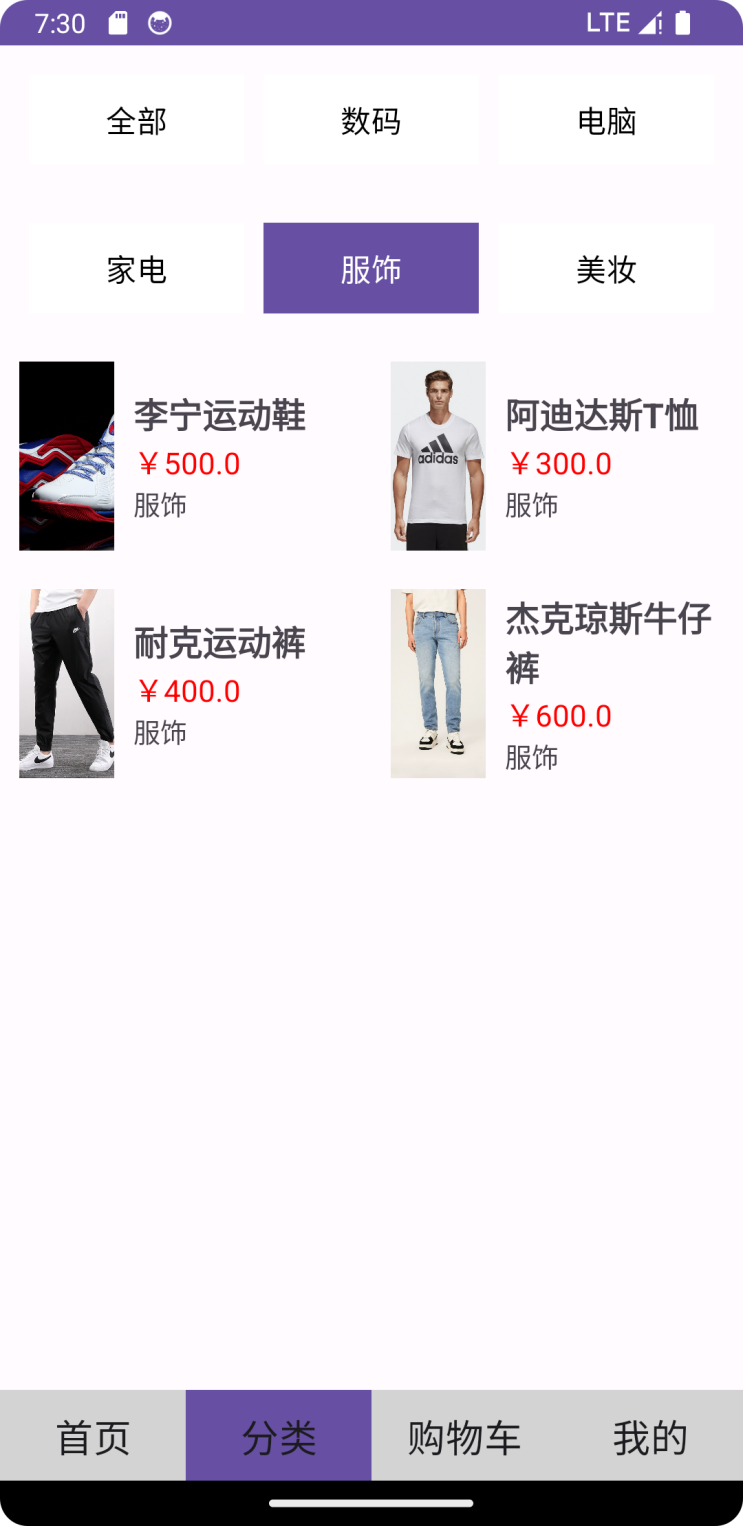 7:30 LTE
全部 数码 电脑
家电 服饰 美妆
李宁运动鞋
￥500.0
服饰
adidas
阿迪达斯T恤
￥300.0
服饰
耐克运动裤
￥400.0
服饰
杰克琼斯牛仔
裤
￥600.0
服饰
首页 分类 购物车 我的